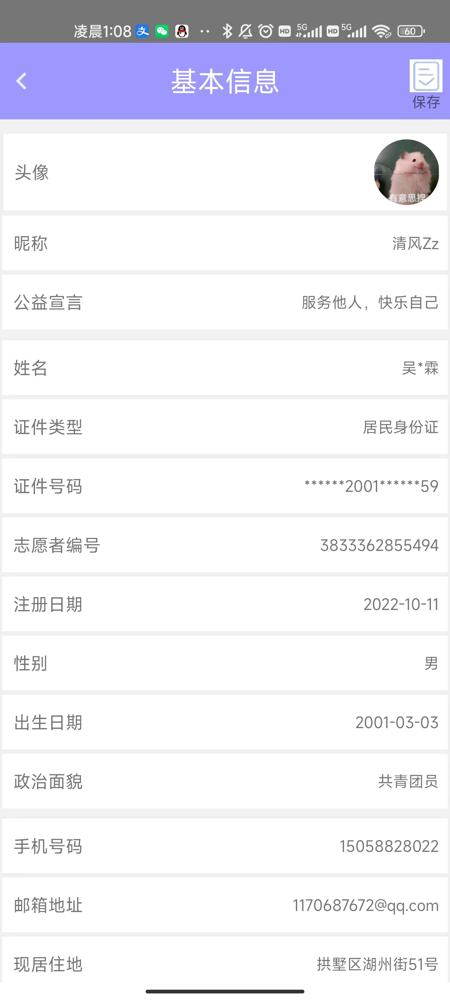 凌晨1:08 支 HD 5G HD 5G 60
基本信息
保存
头像
有意思捏
昵称 清风Zz
公益宣言 服务他人，快乐自己
姓名 吴*霖
证件类型 居民身份证
证件号码 ******2001******59
志愿者编号 3833362855494
注册日期 2022-10-11
性别 男
出生日期 2001-03-03
政治面貌 共青团员
手机号码 15058828022
邮箱地址 1170687672@qq.com
现居住地 拱墅区湖州街51号